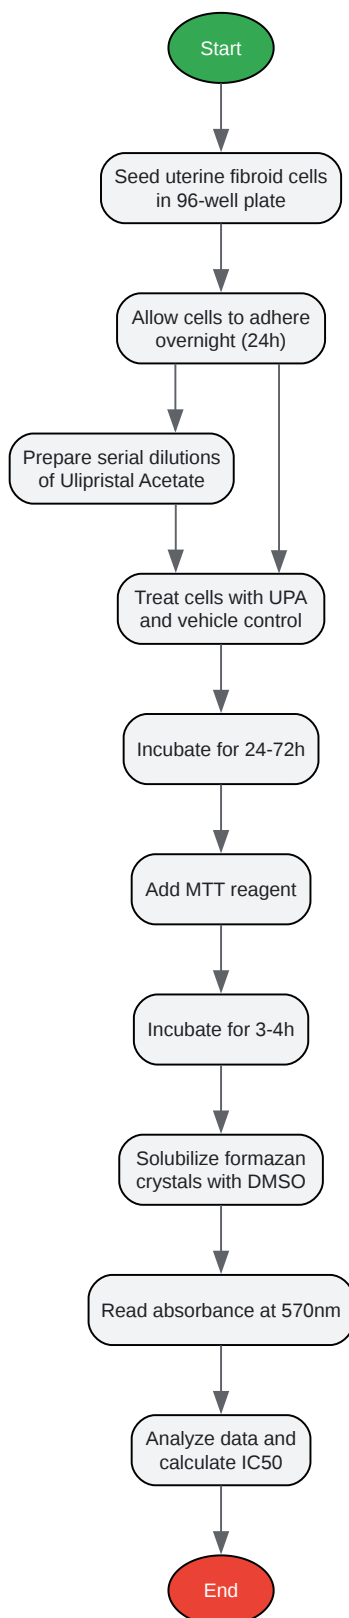 Start
Seed uterine fibroid cells
in 96-well plate
Allow cells to adhere
overnight (24h)
Prepare serial dilutions
of Ulipristal Acetate
Treat cells with UPA
and vehicle control
Incubate for 24-72h
Add MTT reagent
Incubate for 3-4h
Solubilize formazan
crystals with DMSO
Read absorbance at 570nm
Analyze data and
calculate IC50
End